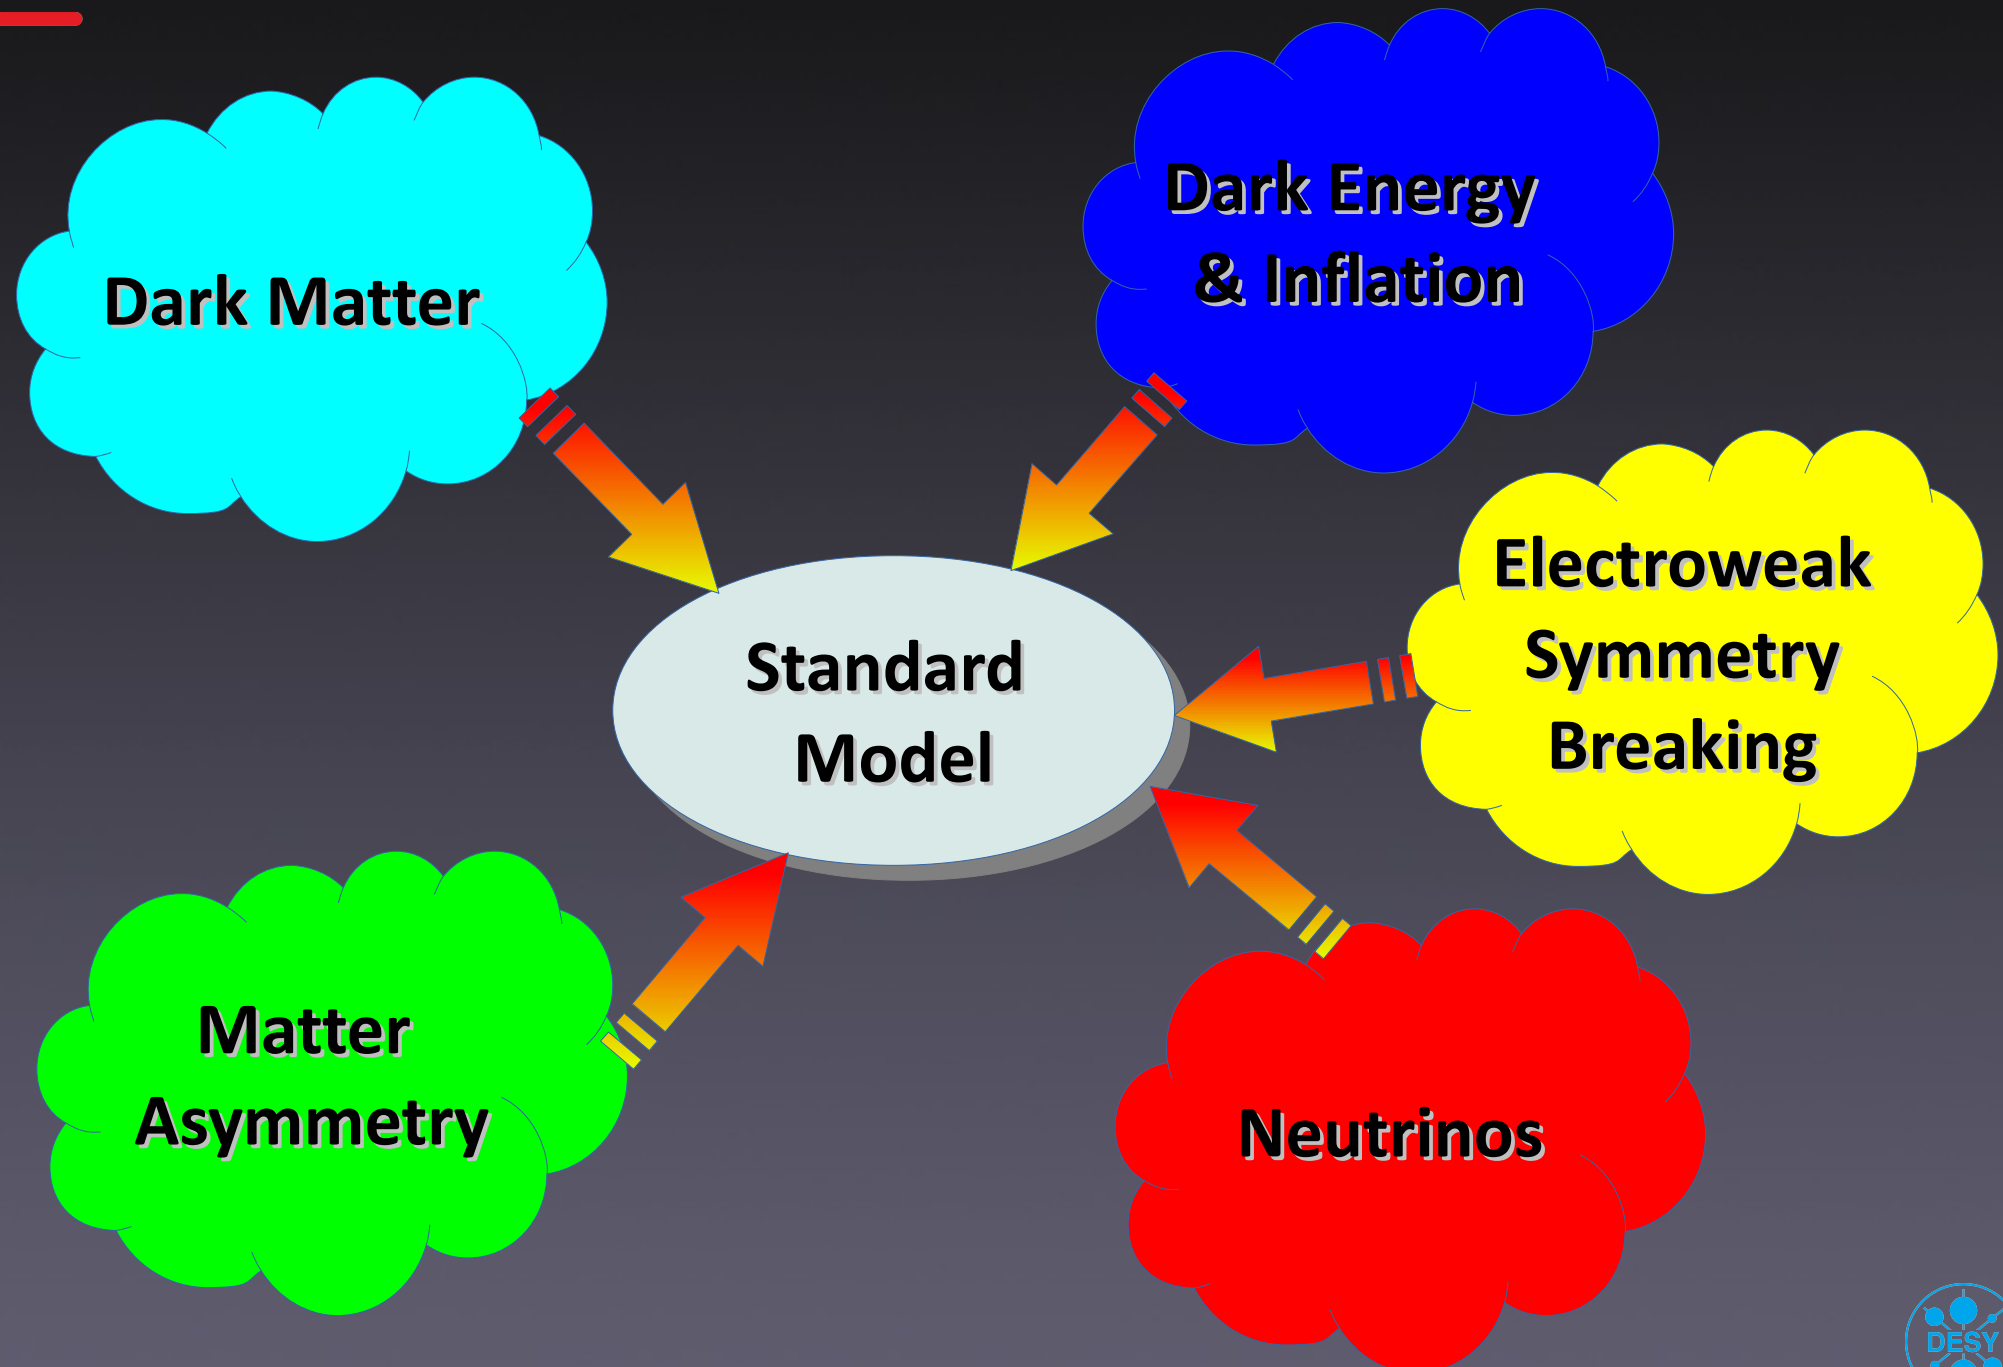 Dark Matter
Dark Energy
& Inflation
Electroweak
Symmetry
Breaking
Standard
Model
Matter
Asymmetry
Neutrinos
DESY